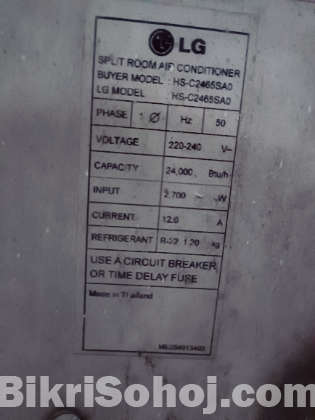 LG
SPLIT ROOM AIR CONDITIONER
BUYER MODEL : HS-C2465SA0
LG MODEL : HS-C2465SA0
PHASE 1 Ø Hz 50
VOLTAGE 220-240 V~
CAPACITY 24,000 Btu/h
INPUT 2,700 W
CURRENT 12.0 A
REFRIGERANT R-22 1.20 kg
USE A CIRCUIT BREAKER
OR TIME DELAY FUSE
Made in Thailand
BikriSohoj.com